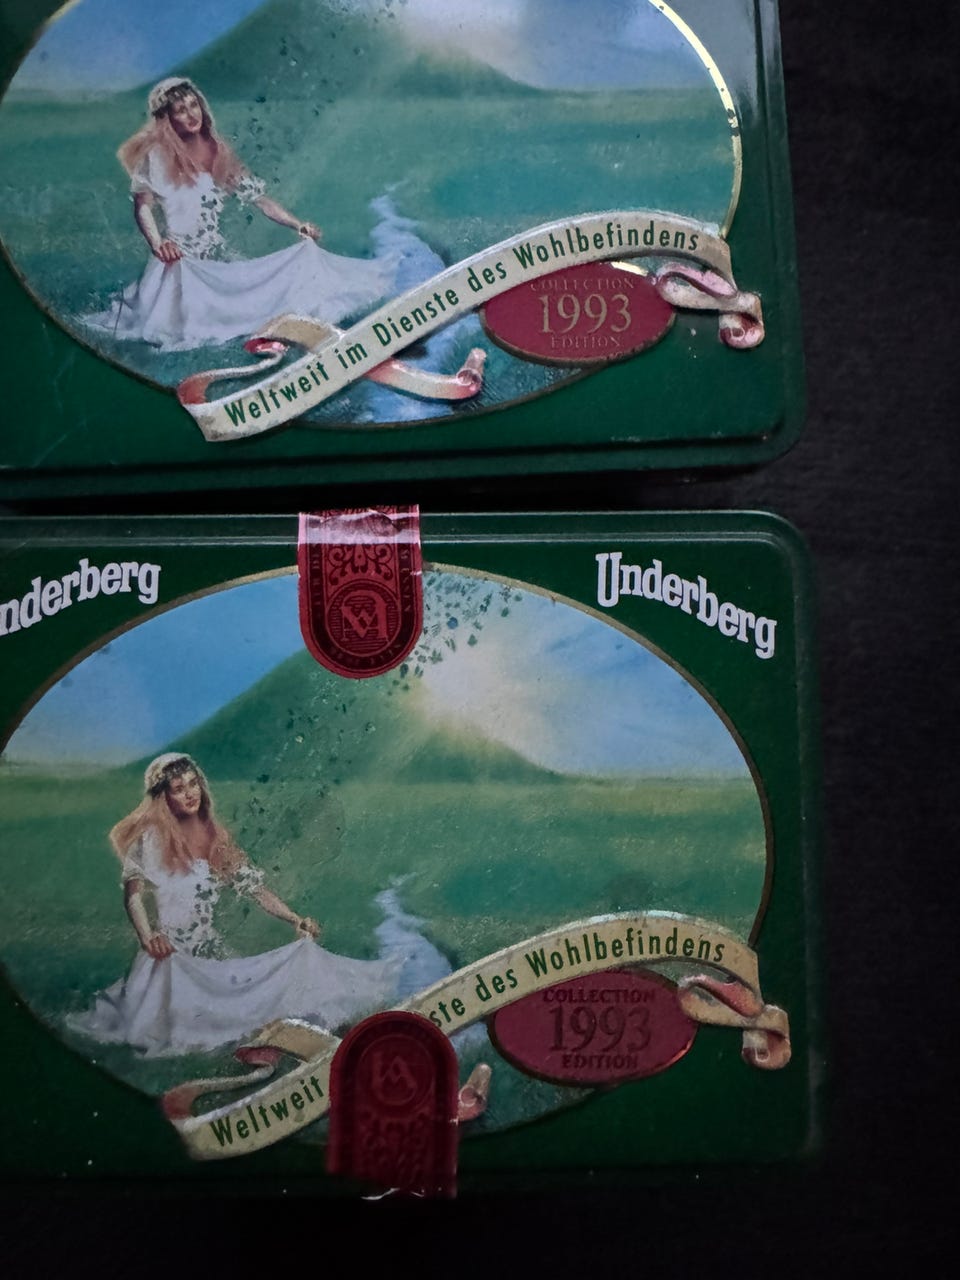 Weltweit im Dienste des Wohlbefindens
COLLECTION
1993
EDITION
nderberg
Underberg
Weltweit ste des Wohlbefindens
COLLECTION
1993
EDITION